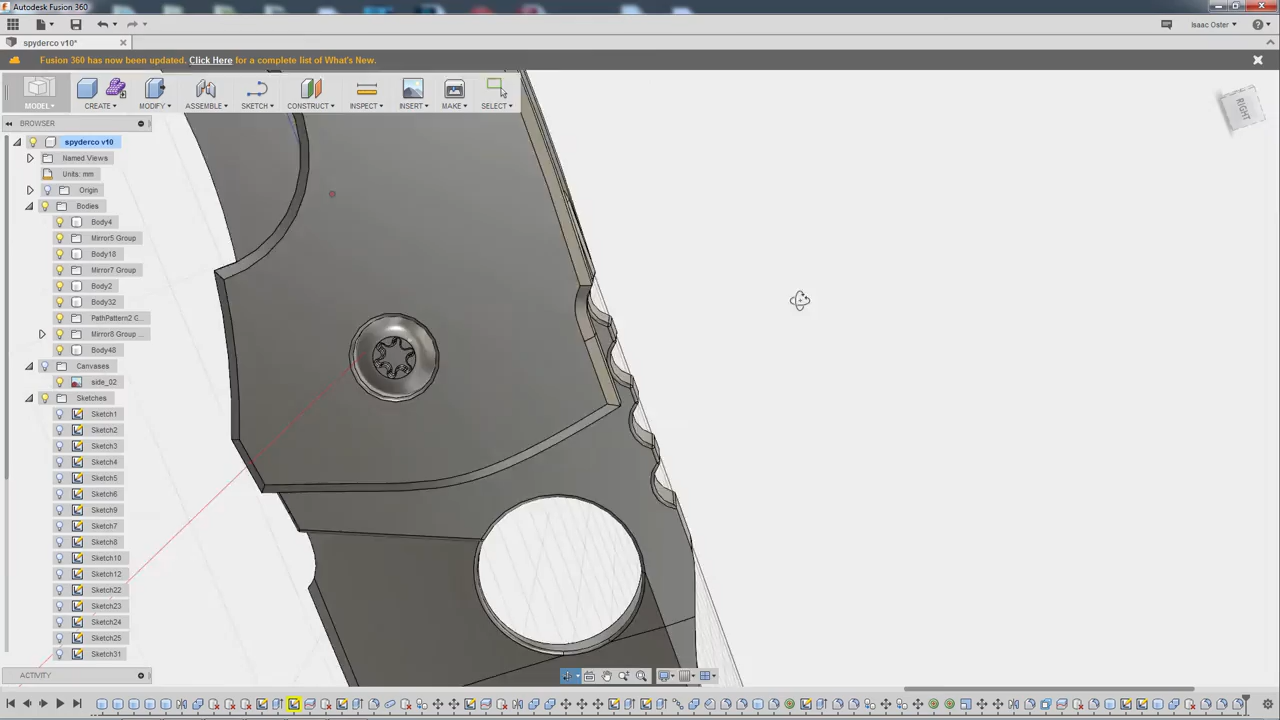 Autodesk Fusion 360
Isaac Oster
spyderco v10*
Fusion 360 has now been updated. Click Here for a complete list of What's New.
MODEL
CREATE
MODIFY
ASSEMBLE
SKETCH
CONSTRUCT
INSPECT
INSERT
MAKE
SELECT
BROWSER
RIGHT
spyderco v10
Named Views
Units: mm
Origin
Bodies
Body4
Mirror5 Group
Body18
Mirror7 Group
Body2
Body32
PathPattern2 C...
Mirror8 Group ...
Body48
Canvases
side_02
Sketches
Sketch1
Sketch2
Sketch3
Sketch4
Sketch5
Sketch6
Sketch9
Sketch7
Sketch8
Sketch10
Sketch12
Sketch22
Sketch23
Sketch24
Sketch25
Sketch31
ACTIVITY